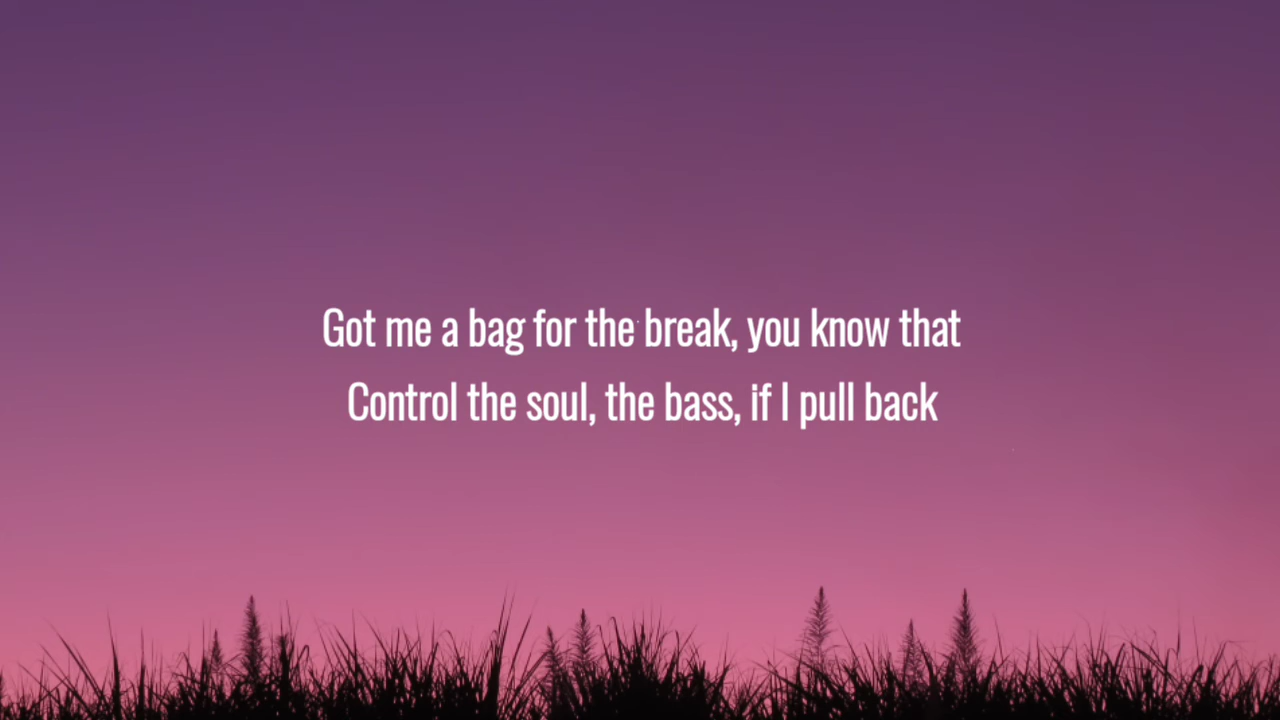 Got me a bag for the break, you know that
Control the soul, the bass, if I pull back